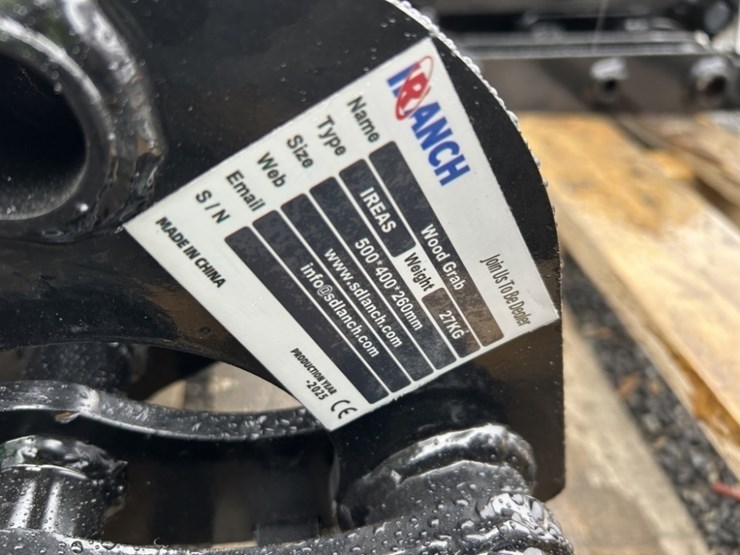 IRANCH
Name Wood Grab
Type IREAS Weight 27KG
Size 500*400*260mm
Web www.sdlanch.com
Email info@sdlanch.com
S / N
MADE IN CHINA
PRODUCTION YEAR
-2025
CE
Join Us To Be Dealer